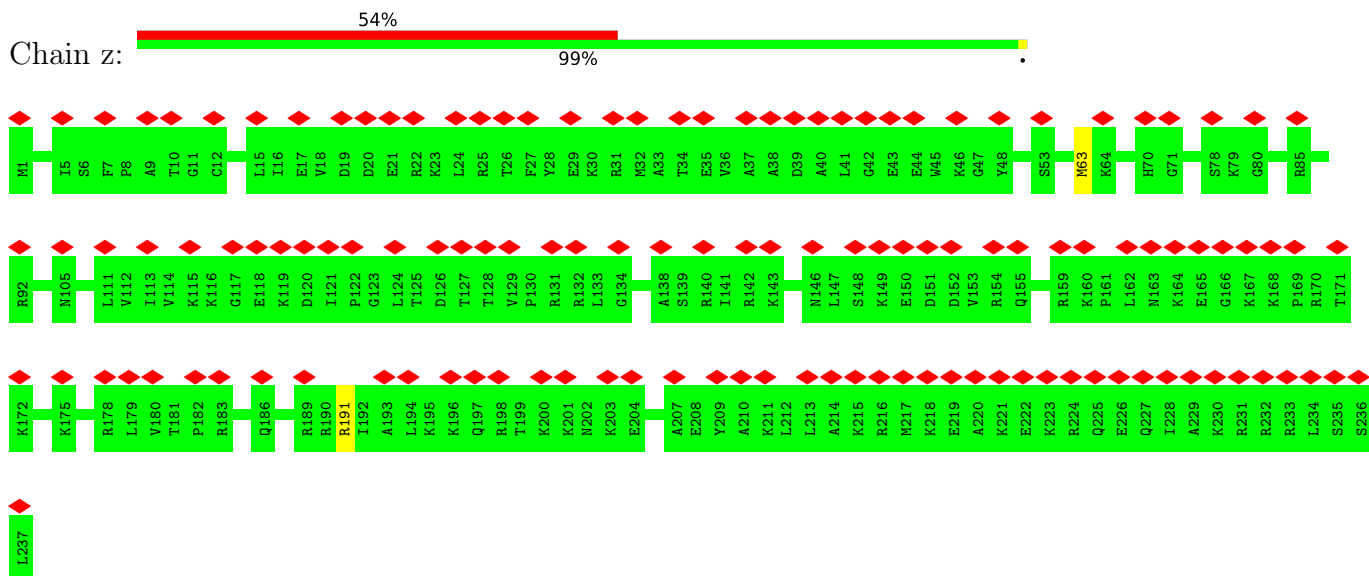 54%
Chain z:
99%
.
M1 I5 S6 F7 P8 A9 T10 G11 C12 L15 I16 E17 V18 D19 D20 E21 R22 K23 L24 R25 T26 F27 Y28 E29 K30 R31 M32 A33 T34 E35 V36 A37 A38 D39 A40 L41 G42 E43 E44 W45 K46 G47 Y48 S53 M63 K64 H70 G71 S78 K79 G80 R85
R92 N105 L111 V112 I113 V114 K115 K116 G117 E118 K119 D120 I121 P122 G123 L124 T125 D126 T127 T128 V129 P130 R131 R132 L133 G134 A138 S139 R140 I141 R142 K143 N146 L147 S148 K149 E150 D151 D152 V153 R154 Q155 R159 K160 P161 L162 N163 K164 E165 G166 K167 K168 P169 R170 T171
K172 K175 R178 L179 V180 T181 P182 R183 Q186 R189 R190 R191 I192 A193 L194 K195 K196 Q197 R198 T199 K200 K201 N202 K203 E204 A207 E208 Y209 A210 K211 L212 L213 A214 K215 R216 M217 K218 E219 A220 K221 E222 K223 R224 Q225 E226 Q227 I228 A229 K230 R231 R232 R233 L234 S235 S236
L237